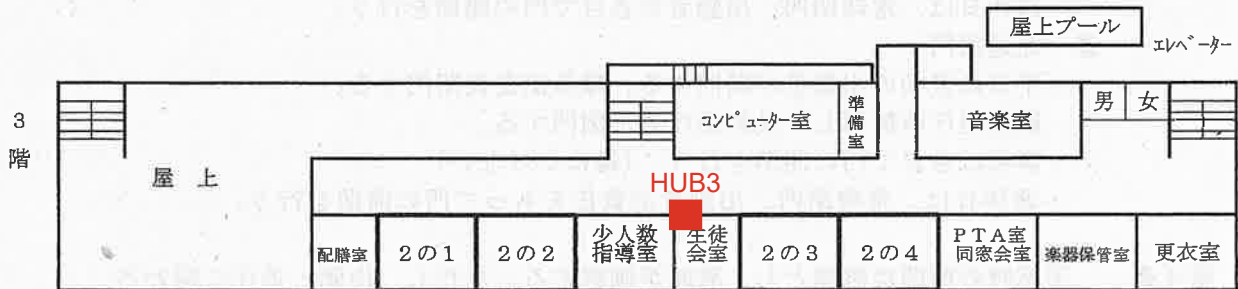 屋上プール
エレベーター
3
階
コンピューター室
準
備
室
音楽室
男
女
屋 上
HUB3
配膳室
2の1
2の2
少人数
指導室
生徒
会室
2の3
2の4
PTA室
同窓会室
楽器保管室
更衣室